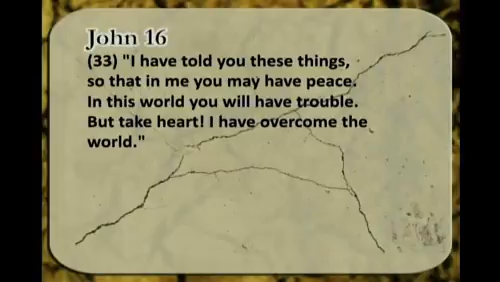 John 16
(33) "I have told you these things,
so that in me you may have peace.
In this world you will have trouble.
But take heart! I have overcome the
world."